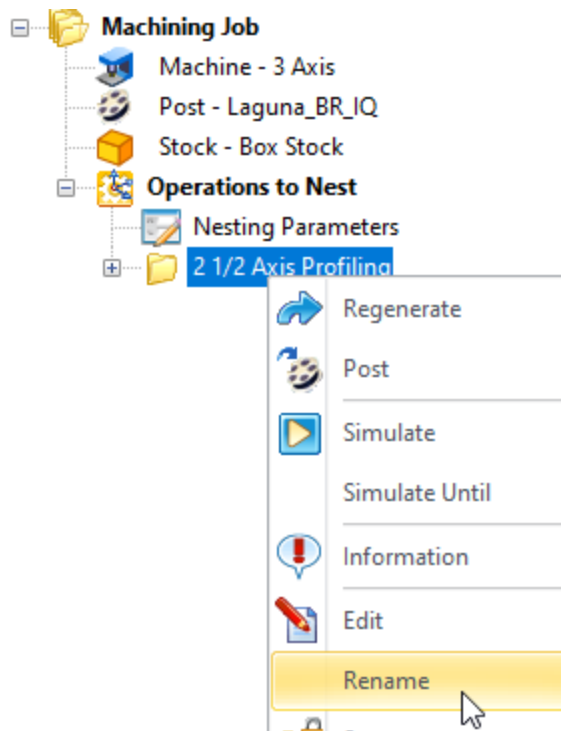 Machining Job
Machine - 3 Axis
Post - Laguna_BR_IQ
Stock - Box Stock
Operations to Nest
Nesting Parameters
2 1/2 Axis Profiling
Regenerate
Post
Simulate
Simulate Until
Information
Edit
Rename